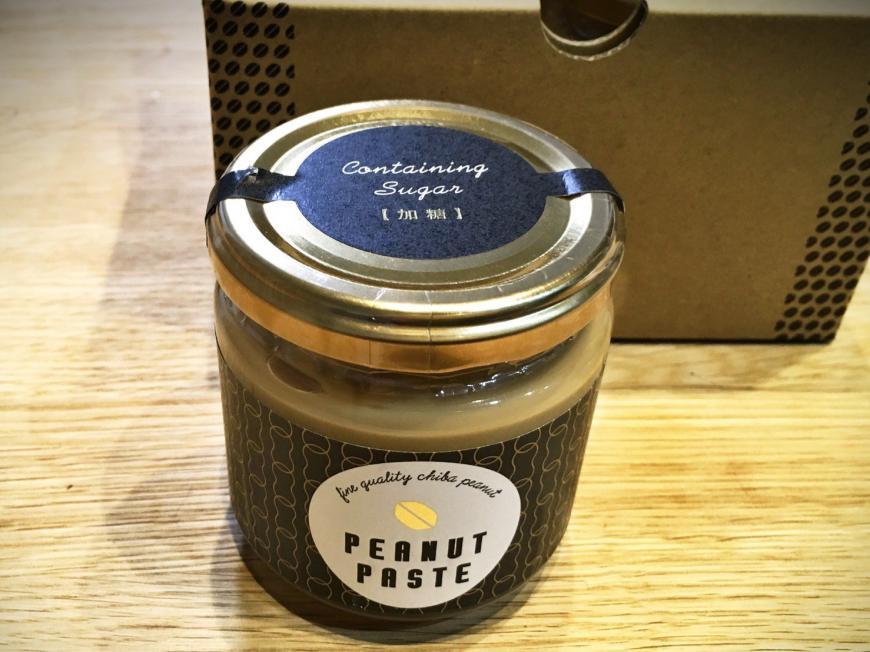 Containing
Sugar
【加糖】
fine quality chiba peanut
PEANUT
PASTE